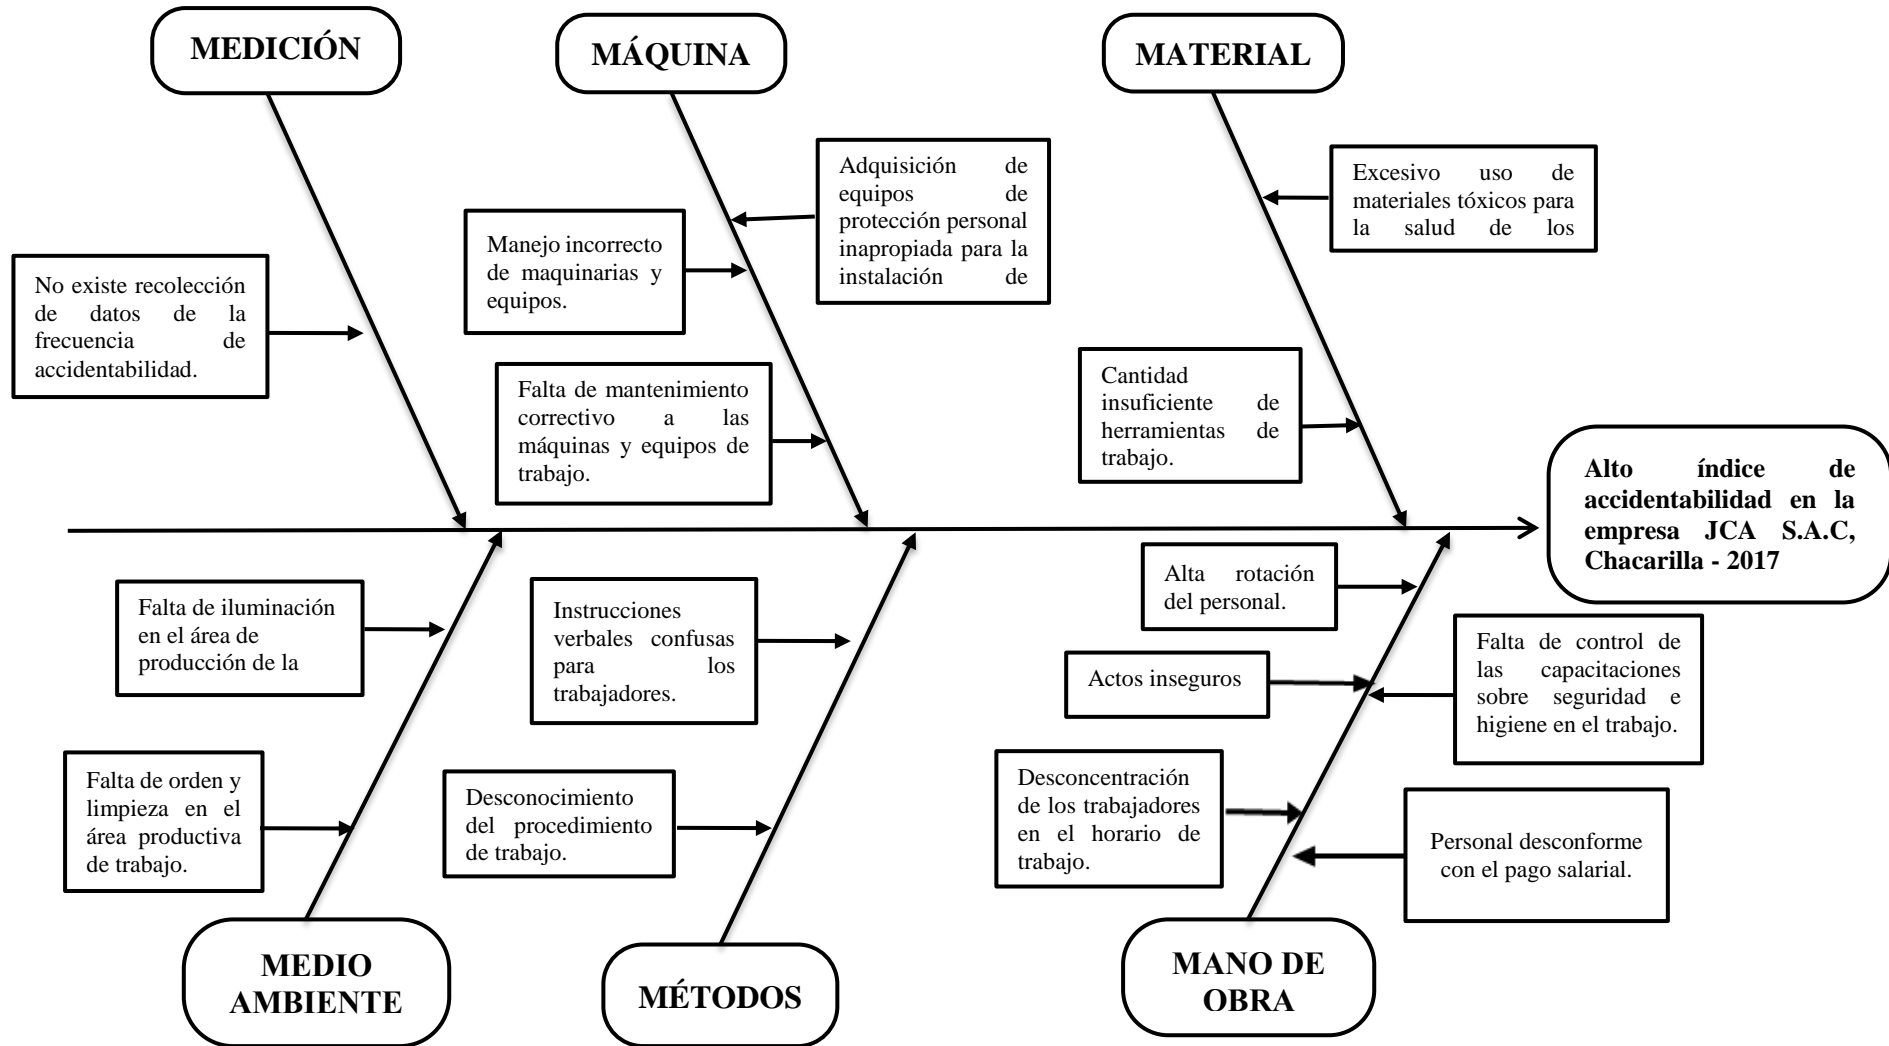 MEDICIÓN
MÁQUINA
MATERIAL
Adquisición de
equipos de
protección personal
inapropiada para la
instalación de
Excesivo uso de
materiales tóxicos para
la salud de los
Manejo incorrecto
de maquinarias y
equipos.
No existe recolección
de datos de la
frecuencia de
accidentabilidad.
Falta de mantenimiento
correctivo a las
máquinas y equipos de
trabajo.
Cantidad
insuficiente de
herramientas de
trabajo.
Alto índice de
accidentabilidad en la
empresa JCA S.A.C,
Chacarilla - 2017
Falta de iluminación
en el área de
producción de la
Instrucciones
verbales confusas
para los
trabajadores.
Alta rotación
del personal.
Actos inseguros
Falta de control de
las capacitaciones
sobre seguridad e
higiene en el trabajo.
Falta de orden y
limpieza en el
área productiva
de trabajo.
Desconocimiento
del procedimiento
de trabajo.
Desconcentración
de los trabajadores
en el horario de
trabajo.
Personal desconforme
con el pago salarial.
MEDIO
AMBIENTE
MÉTODOS
MANO DE
OBRA